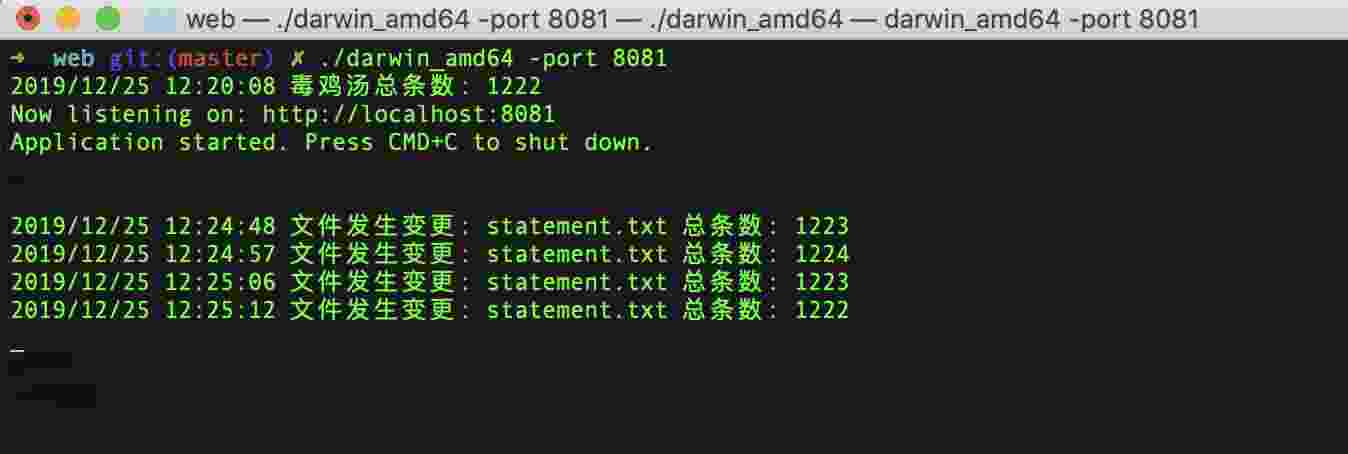 web — ./darwin_amd64 -port 8081 — ./darwin_amd64 — darwin_amd64 -port 8081
➜ web git:(master) ✗ ./darwin_amd64 -port 8081
2019/12/25 12:20:08 毒鸡汤总条数: 1222
Now listening on: http://localhost:8081
Application started. Press CMD+C to shut down.
2019/12/25 12:24:48 文件发生变更: statement.txt 总条数: 1223
2019/12/25 12:24:57 文件发生变更: statement.txt 总条数: 1224
2019/12/25 12:25:06 文件发生变更: statement.txt 总条数: 1223
2019/12/25 12:25:12 文件发生变更: statement.txt 总条数: 1222